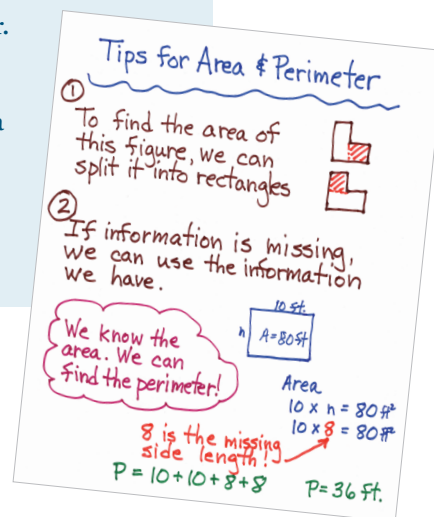 r.
a
Tips for Area & Perimeter
①
To find the area of
this figure, we can
split it into rectangles
②
If information is missing,
we can use the information
we have.
We know the
area. We can
find the perimeter!
10 ft.
n
A=80ft
Area
10 x n = 80 ft²
10 x 8 = 80 ft²
8 is the missing
side length!
P = 10+10+8+8
P= 36 ft.